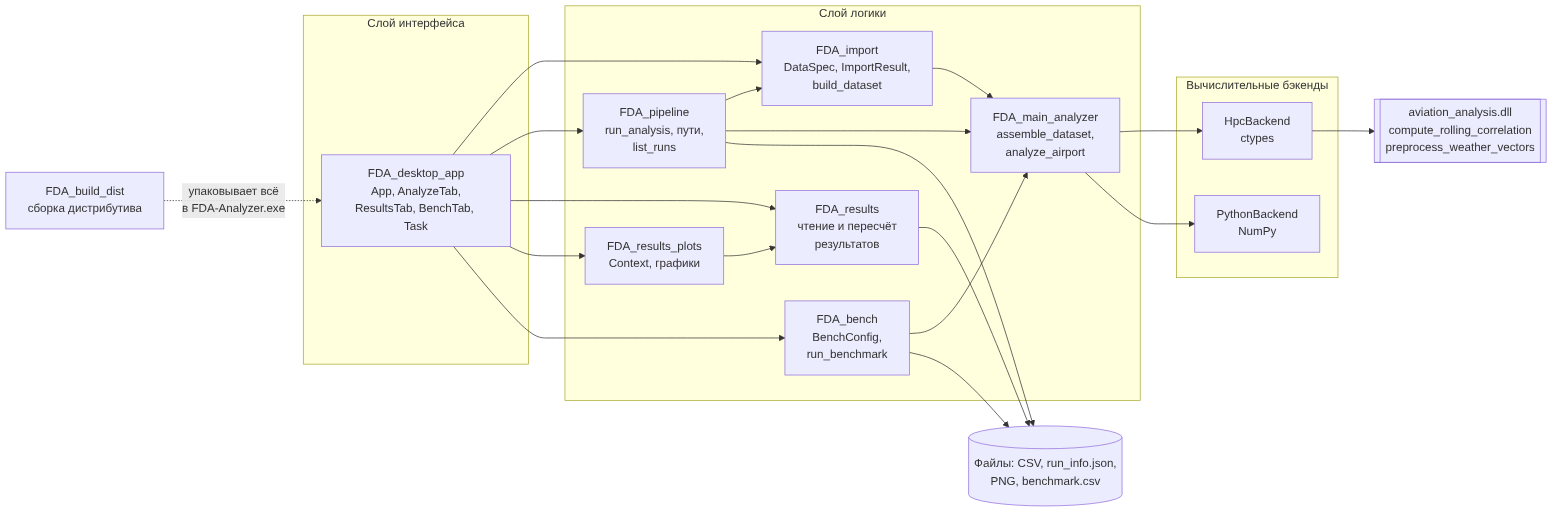 FDA_build_dist
сборка дистрибутива
упаковывает всё
в FDA-Analyzer.exe
Слой интерфейса
FDA_desktop_app
App, AnalyzeTab,
ResultsTab, BenchTab,
Task
Слой логики
FDA_import
DataSpec, ImportResult,
build_dataset
FDA_pipeline
run_analysis, пути,
list_runs
FDA_main_analyzer
assemble_dataset,
analyze_airport
FDA_results
чтение и пересчёт
результатов
FDA_results_plots
Context, графики
FDA_bench
BenchConfig,
run_benchmark
Файлы: CSV, run_info.json,
PNG, benchmark.csv
Вычислительные бэкенды
HpcBackend
ctypes
PythonBackend
NumPy
aviation_analysis.dll
compute_rolling_correlation
preprocess_weather_vectors